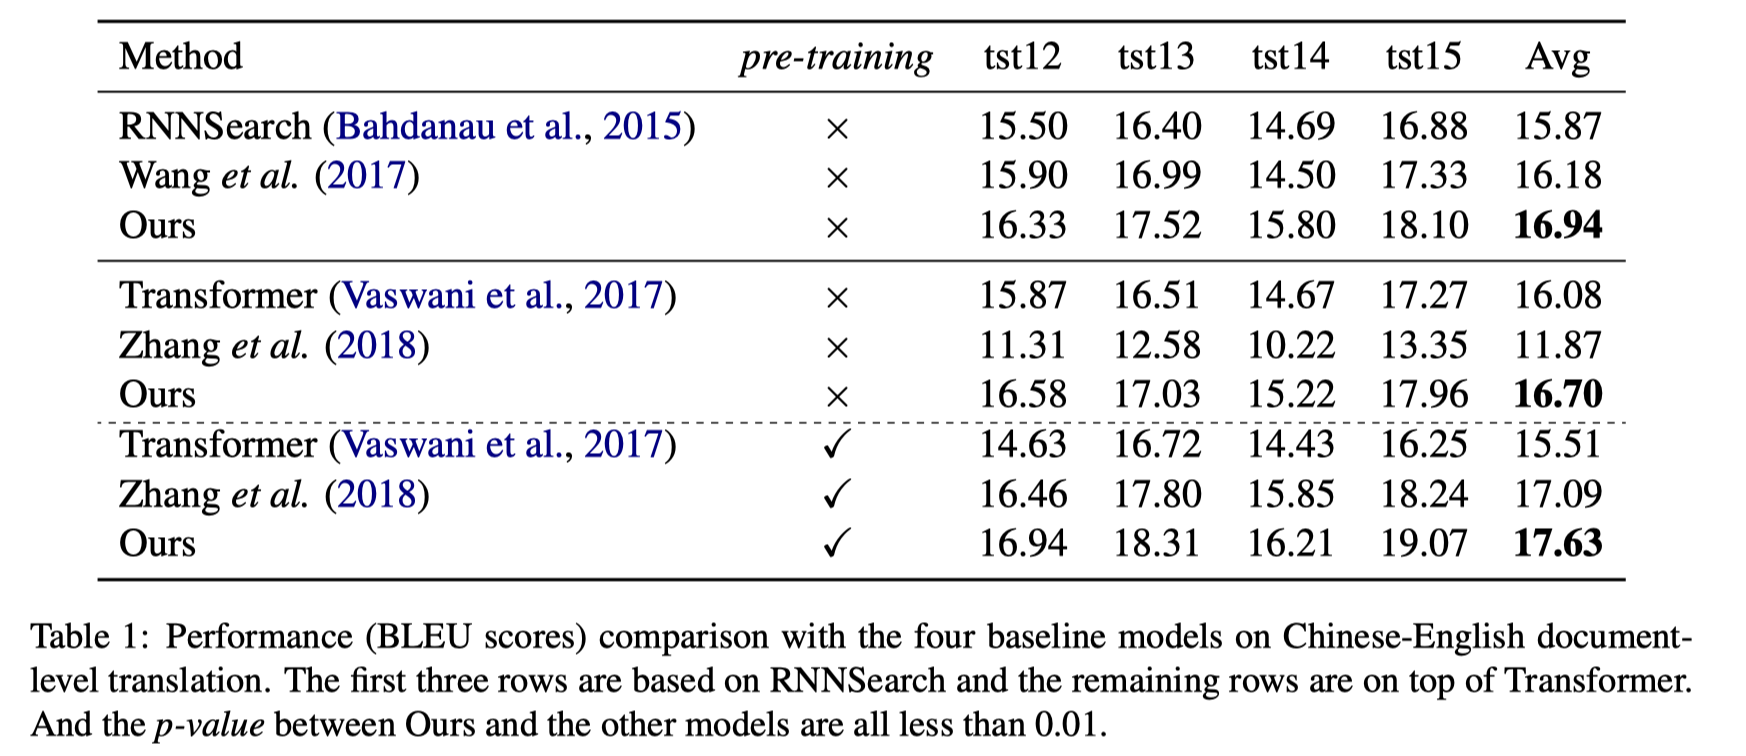 Method pre-training tst12 tst13 tst14 tst15 Avg
RNNSearch (Bahdanau et al., 2015) × 15.50 16.40 14.69 16.88 15.87
Wang et al. (2017) × 15.90 16.99 14.50 17.33 16.18
Ours × 16.33 17.52 15.80 18.10 16.94
Transformer (Vaswani et al., 2017) × 15.87 16.51 14.67 17.27 16.08
Zhang et al. (2018) × 11.31 12.58 10.22 13.35 11.87
Ours × 16.58 17.03 15.22 17.96 16.70
Transformer (Vaswani et al., 2017) ✓ 14.63 16.72 14.43 16.25 15.51
Zhang et al. (2018) ✓ 16.46 17.80 15.85 18.24 17.09
Ours ✓ 16.94 18.31 16.21 19.07 17.63
Table 1: Performance (BLEU scores) comparison with the four baseline models on Chinese-English document-
level translation. The first three rows are based on RNNSearch and the remaining rows are on top of Transformer.
And the p-value between Ours and the other models are all less than 0.01.